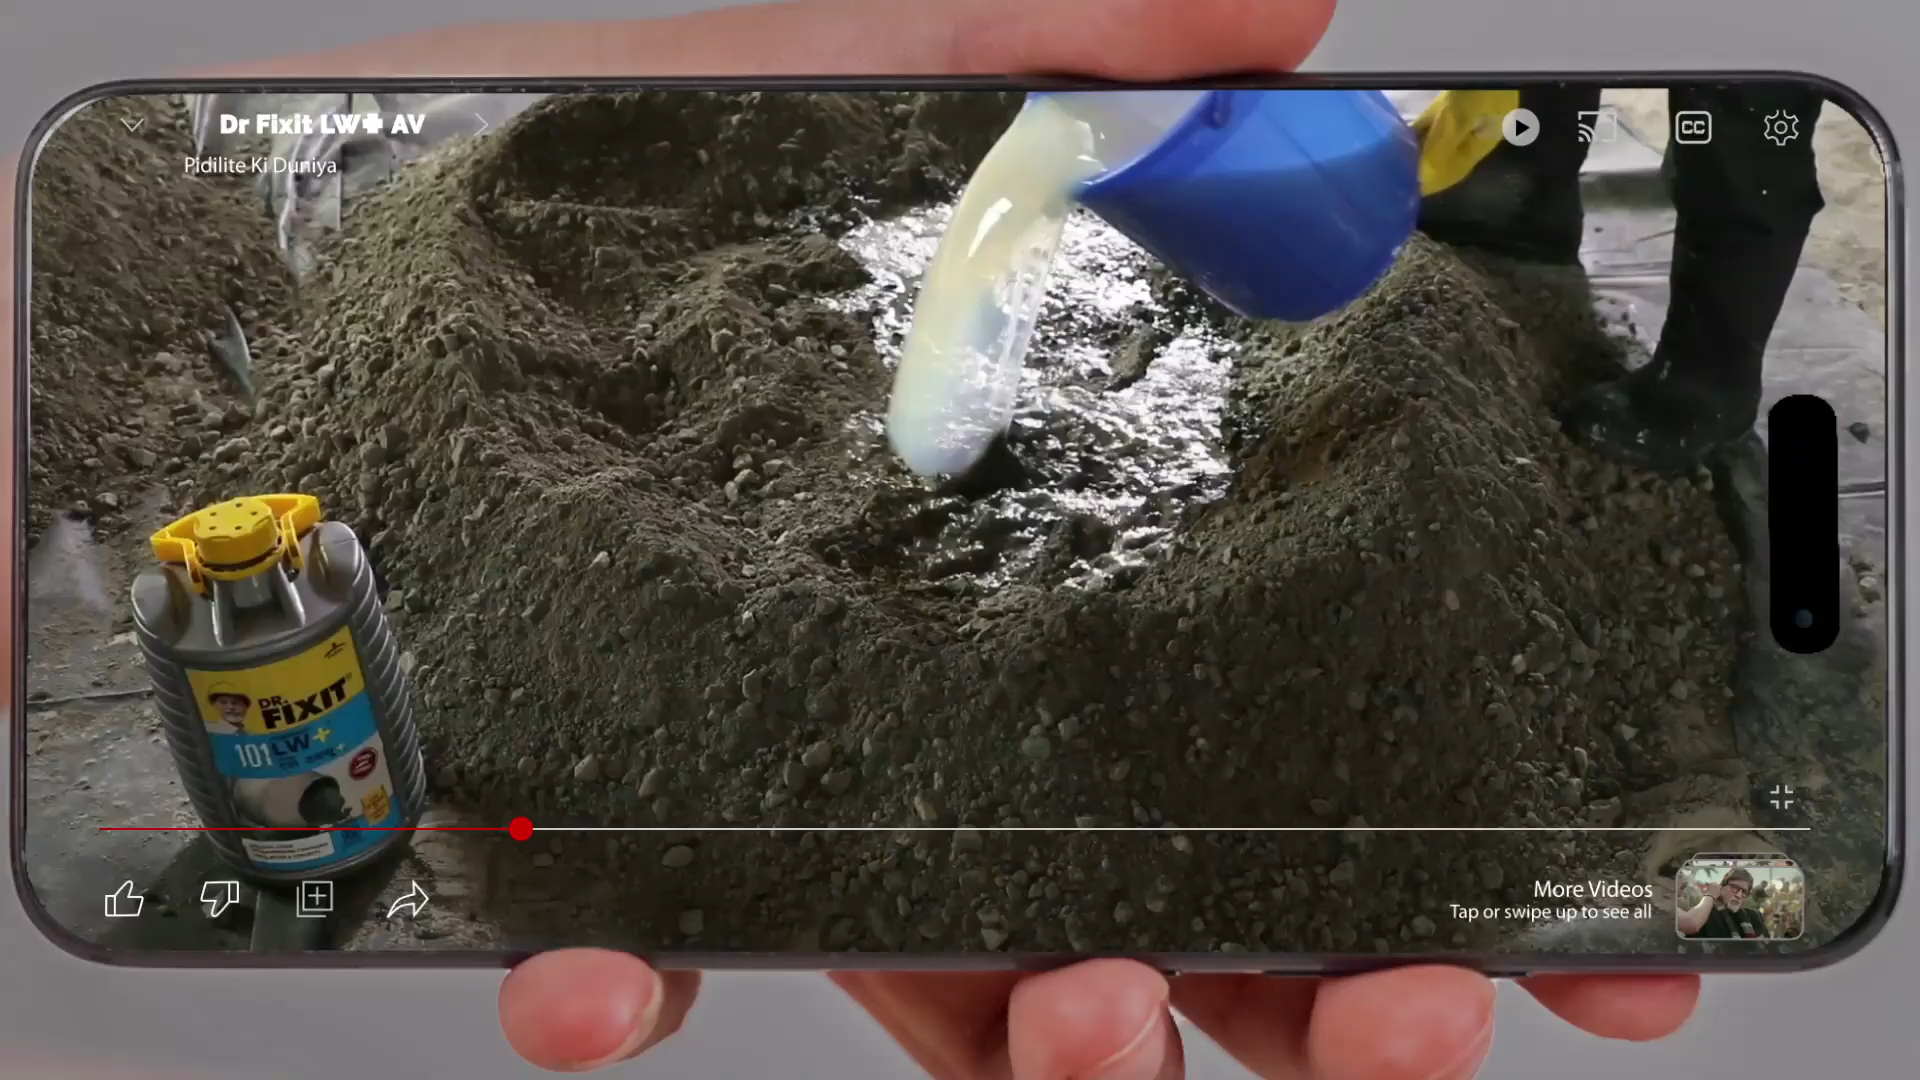 Dr Fixit LW+ AV
Pidilite Ki Duniya
CC
DR.
FIXIT
101 LW+
More Videos
Tap or swipe up to see all